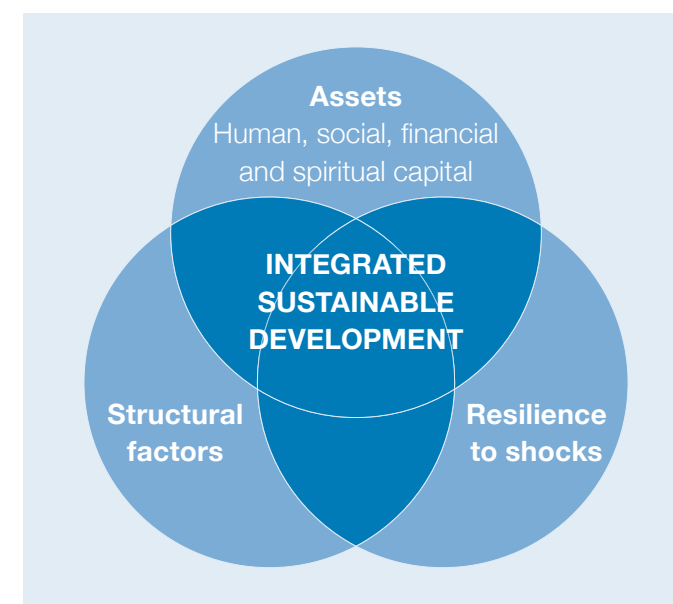 Assets
Human, social, financial
and spiritual capital
INTEGRATED
SUSTAINABLE
DEVELOPMENT
Structural
factors
Resilience
to shocks